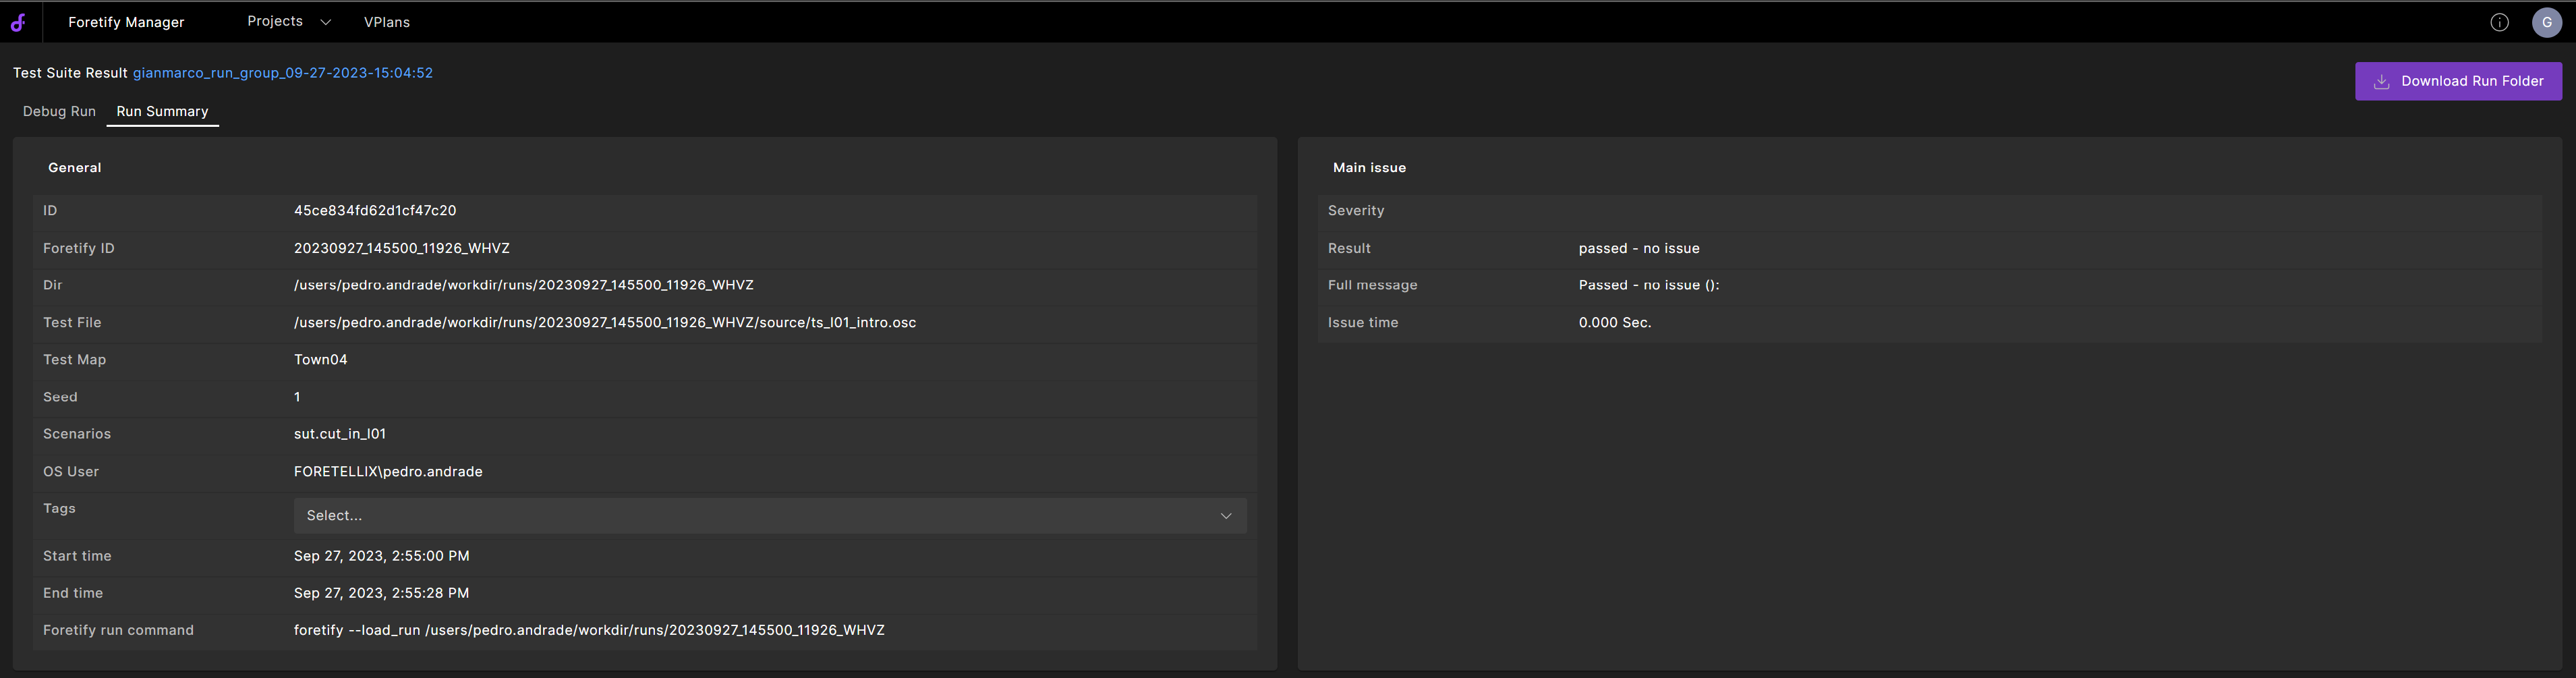 Foretify Manager Projects VPlans G
Test Suite Result gianmarco_run_group_09-27-2023-15:04:52
Download Run Folder
Debug Run Run Summary
General
ID 45ce834fd62d1cf47c20
Foretify ID 20230927_145500_11926_WHVZ
Dir /users/pedro.andrade/workdir/runs/20230927_145500_11926_WHVZ
Test File /users/pedro.andrade/workdir/runs/20230927_145500_11926_WHVZ/source/ts_l01_intro.osc
Test Map Town04
Seed 1
Scenarios sut.cut_in_l01
OS User FORETELLIX\pedro.andrade
Tags Select...
Start time Sep 27, 2023, 2:55:00 PM
End time Sep 27, 2023, 2:55:28 PM
Foretify run command foretify --load_run /users/pedro.andrade/workdir/runs/20230927_145500_11926_WHVZ
Main issue
Severity
Result passed - no issue
Full message Passed - no issue ():
Issue time 0.000 Sec.